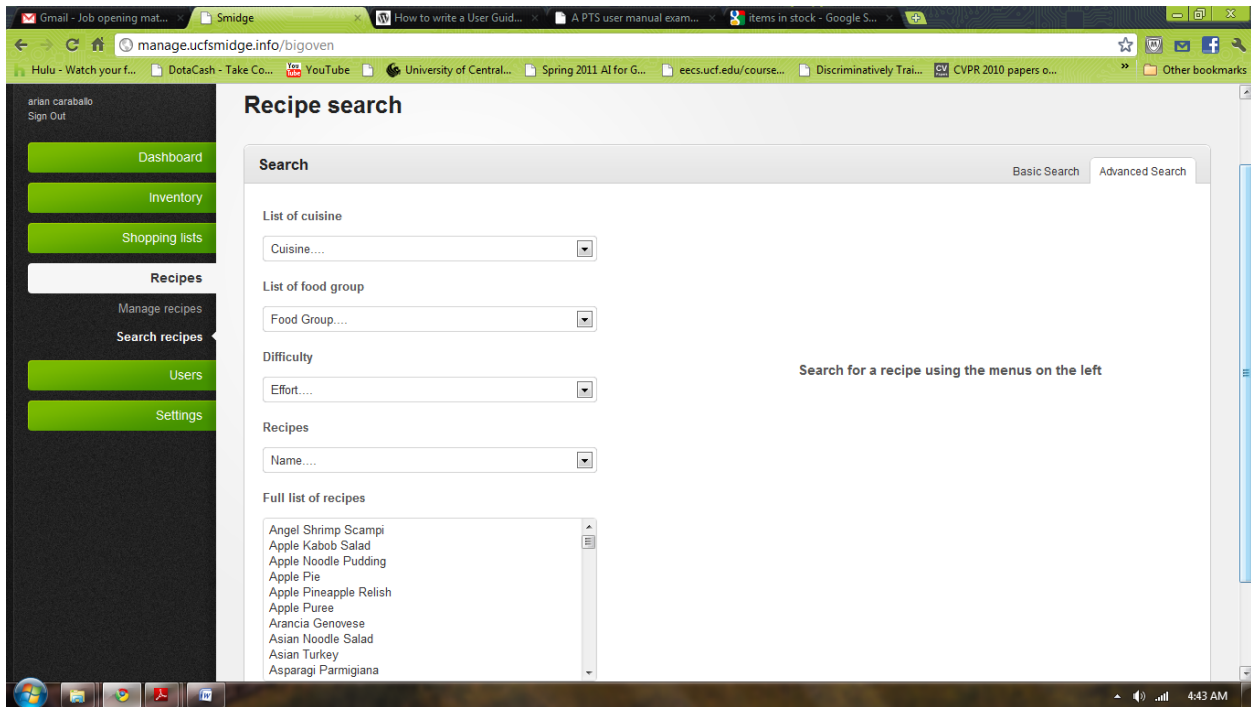 Gmail - Job opening mat...
Smidge
How to write a User Guid...
A PTS user manual exam...
items in stock - Google S...
manage.ucfsmidge.info/bigoven
Hulu - Watch your f...
DotaCash - Take Co...
YouTube
University of Central...
Spring 2011 AI for G...
eecs.ucf.edu/course...
Discriminatively Trai...
CVPR 2010 papers o...
Other bookmarks
arian caraballo
Sign Out
Recipe search
Dashboard
Inventory
Shopping lists
Recipes
Manage recipes
Search recipes
Users
Settings
Search
Basic Search
Advanced Search
List of cuisine
Cuisine....
List of food group
Food Group....
Difficulty
Effort....
Recipes
Name....
Full list of recipes
Angel Shrimp Scampi
Apple Kabob Salad
Apple Noodle Pudding
Apple Pie
Apple Pineapple Relish
Apple Puree
Arancia Genovese
Asian Noodle Salad
Asian Turkey
Asparagi Parmigiana
Search for a recipe using the menus on the left
4:43 AM